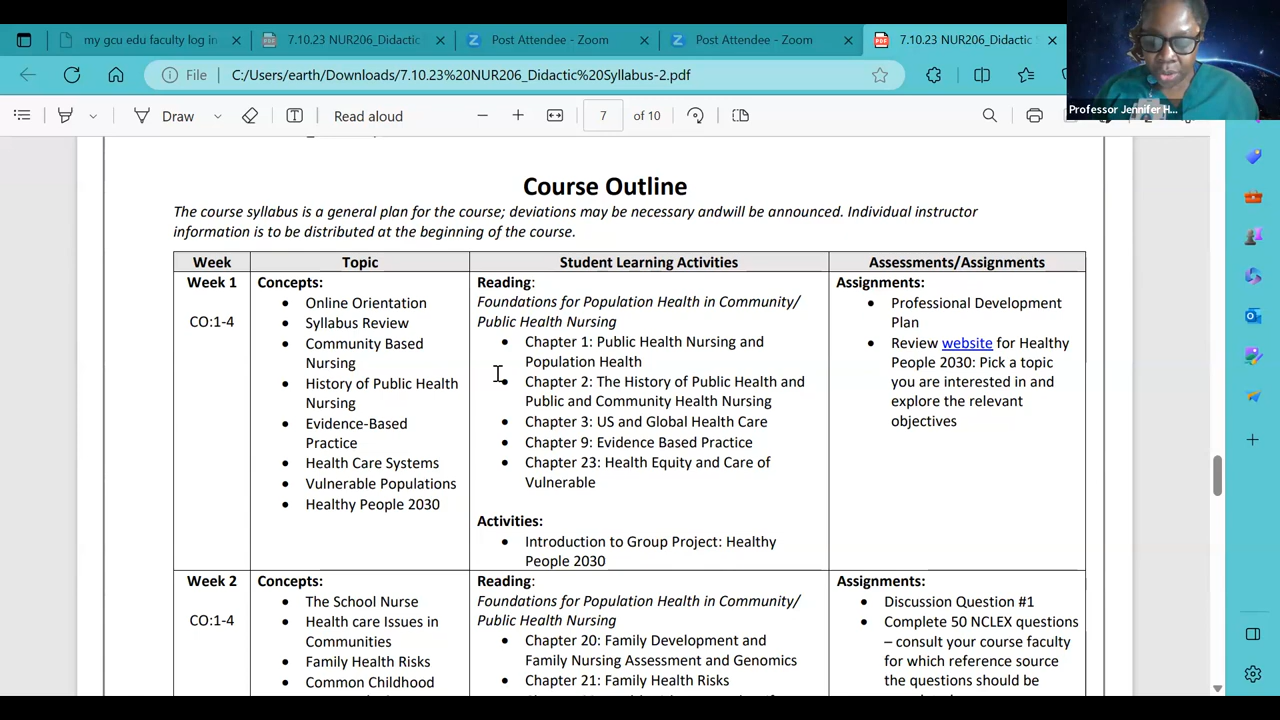 my gcu edu faculty log in
7.10.23 NUR206_Didactic
Post Attendee - Zoom
Post Attendee - Zoom
7.10.23 NUR206_Didactic
File
C:/Users/earth/Downloads/7.10.23%20NUR206_Didactic%20Syllabus-2.pdf
Draw
Read aloud
7
of 10
Professor Jennifer H...
Course Outline
The course syllabus is a general plan for the course; deviations may be necessary andwill be announced. Individual instructor
information is to be distributed at the beginning of the course.
Week
Topic
Student Learning Activities
Assessments/Assignments
Week 1
CO:1-4
Concepts:
• Online Orientation
• Syllabus Review
• Community Based
Nursing
• History of Public Health
Nursing
• Evidence-Based
Practice
• Health Care Systems
• Vulnerable Populations
• Healthy People 2030
Reading:
Foundations for Population Health in Community/
Public Health Nursing
• Chapter 1: Public Health Nursing and
Population Health
• Chapter 2: The History of Public Health and
Public and Community Health Nursing
• Chapter 3: US and Global Health Care
• Chapter 9: Evidence Based Practice
• Chapter 23: Health Equity and Care of
Vulnerable
Activities:
• Introduction to Group Project: Healthy
People 2030
Assignments:
• Professional Development
Plan
• Review website for Healthy
People 2030: Pick a topic
you are interested in and
explore the relevant
objectives
Week 2
CO:1-4
Concepts:
• The School Nurse
• Health care Issues in
Communities
• Family Health Risks
• Common Childhood
Reading:
Foundations for Population Health in Community/
Public Health Nursing
• Chapter 20: Family Development and
Family Nursing Assessment and Genomics
• Chapter 21: Family Health Risks
Assignments:
• Discussion Question #1
• Complete 50 NCLEX questions
– consult your course faculty
for which reference source
the questions should be